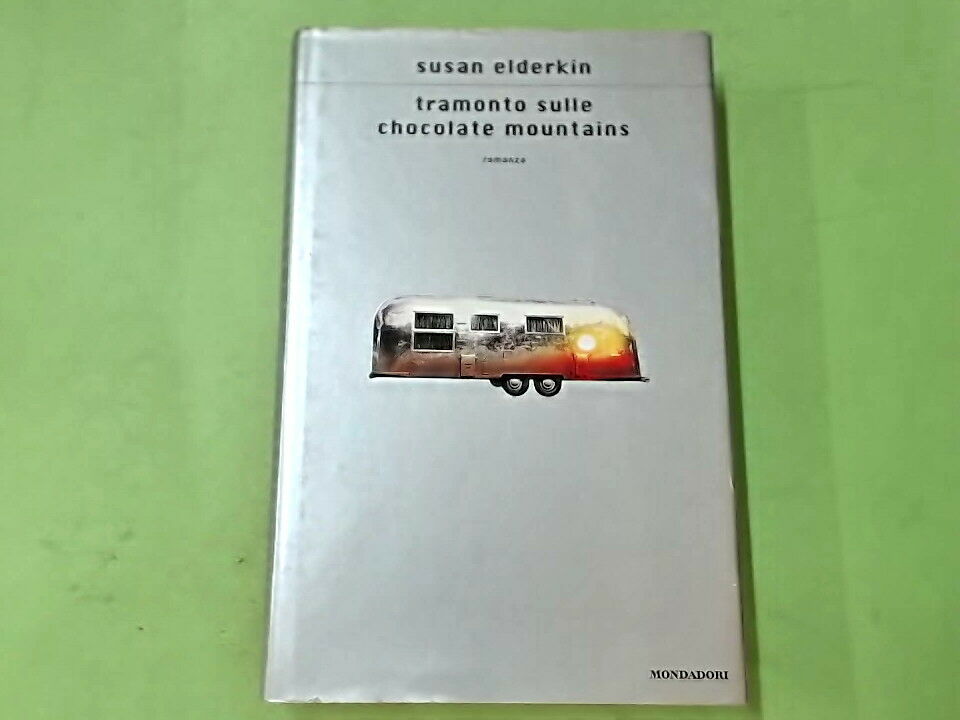 susan elderkin
tramonto sulle
chocolate mountains
romanzo
MONDADORI